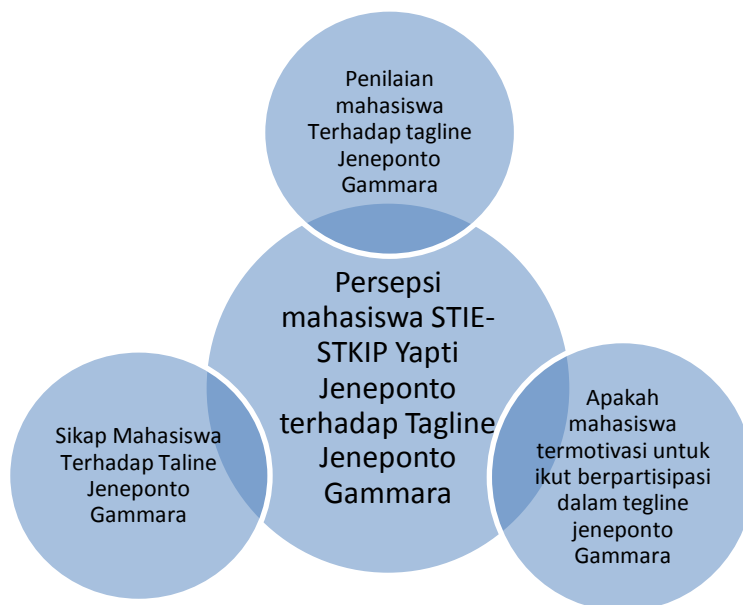 Penilaian
mahasiswa
Terhadap tagline
Jeneponto
Gammara
Persepsi
mahasiswa STIE-
STKIP Yapti
Jeneponto
terhadap Tagline
Jeneponto
Gammara
Sikap Mahasiswa
Terhadap Taline
Jeneponto
Gammara
Apakah
mahasiswa
termotivasi untuk
ikut berpartisipasi
dalam tegline
jeneponto
Gammara